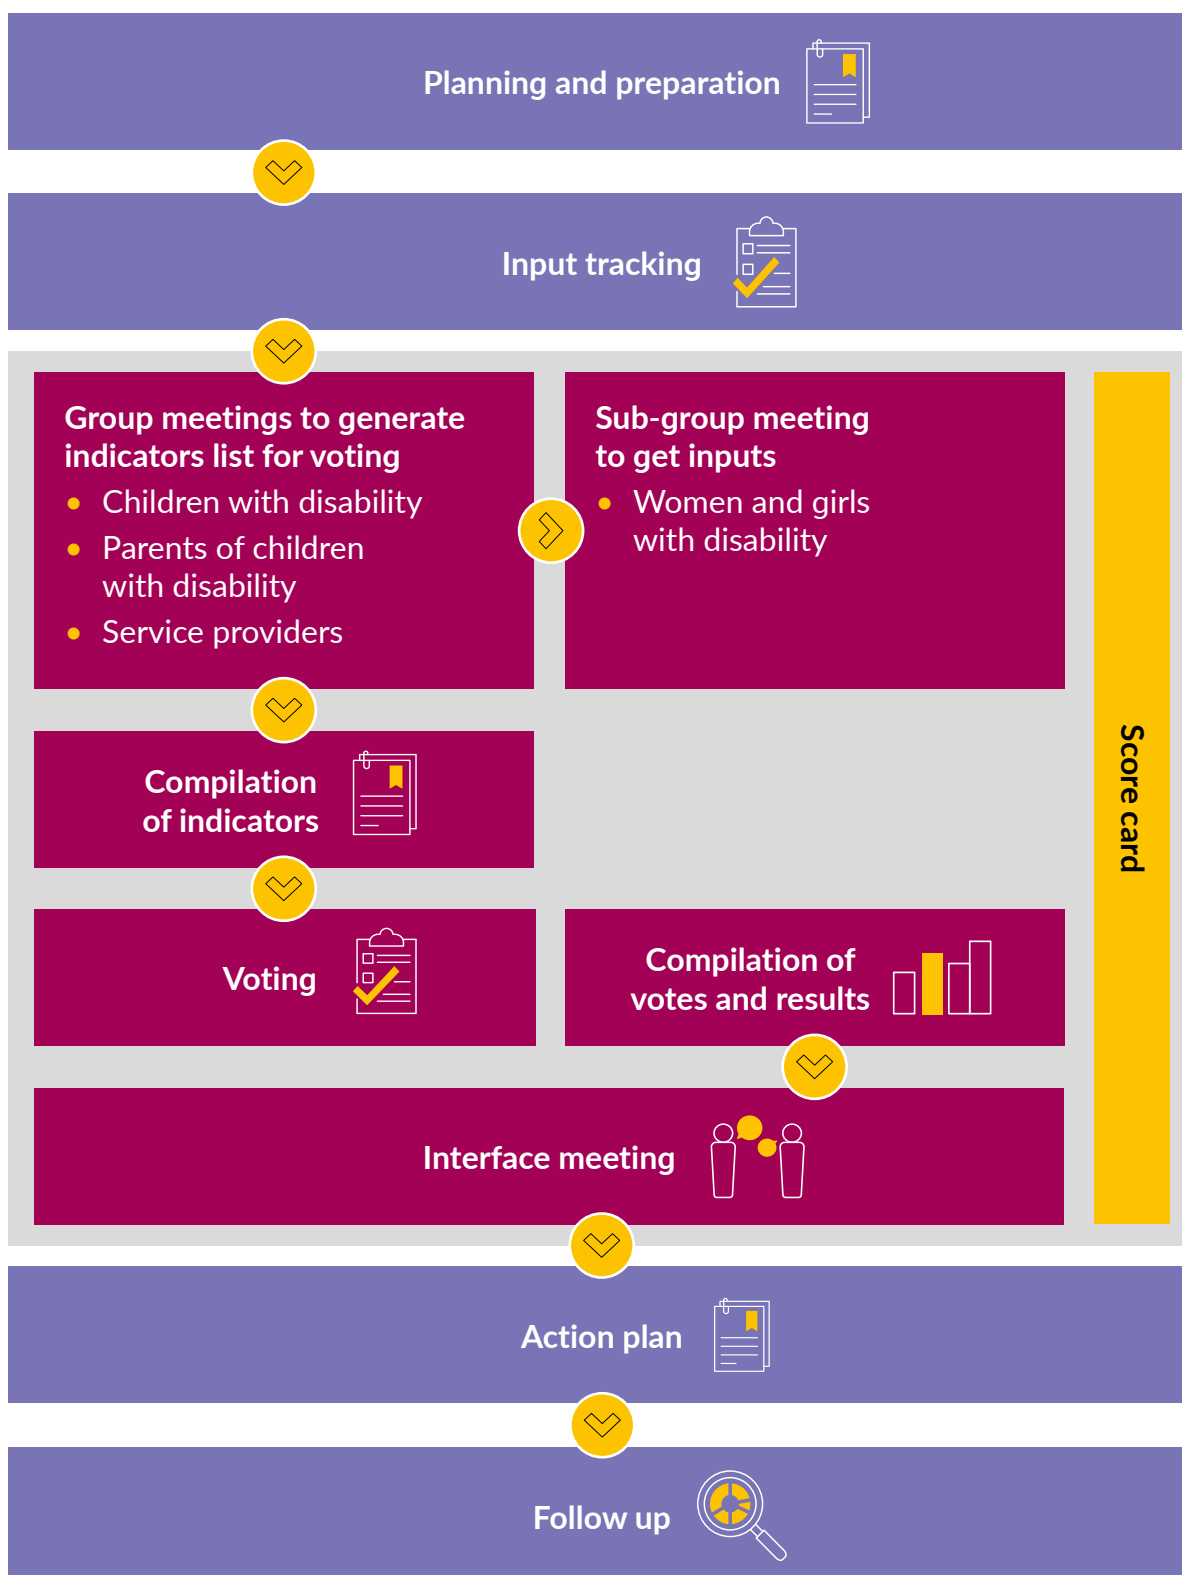 Planning and preparation
Input tracking
Group meetings to generate
indicators list for voting
• Children with disability
• Parents of children
with disability
• Service providers
Sub-group meeting
to get inputs
• Women and girls
with disability
Compilation
of indicators
Voting
Compilation of
votes and results
Interface meeting
Score card
Action plan
Follow up